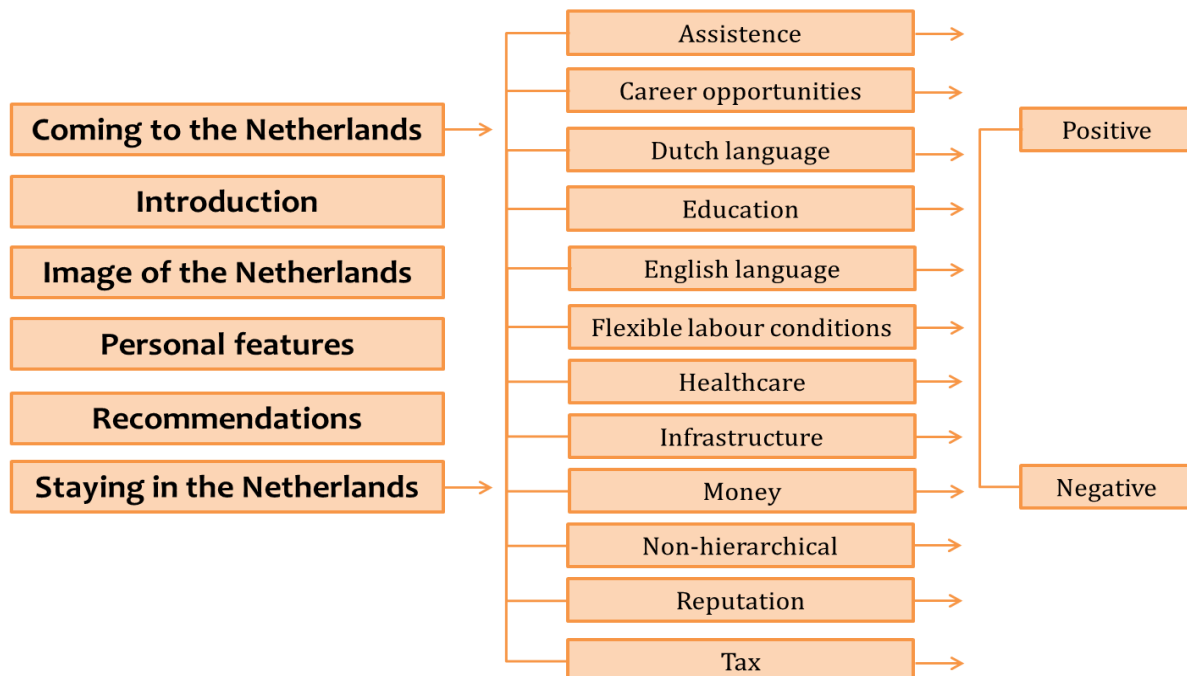 Coming to the Netherlands
Introduction
Image of the Netherlands
Personal features
Recommendations
Staying in the Netherlands
Assistence
Career opportunities
Dutch language
Education
English language
Flexible labour conditions
Healthcare
Infrastructure
Money
Non-hierarchical
Reputation
Tax
Positive
Negative